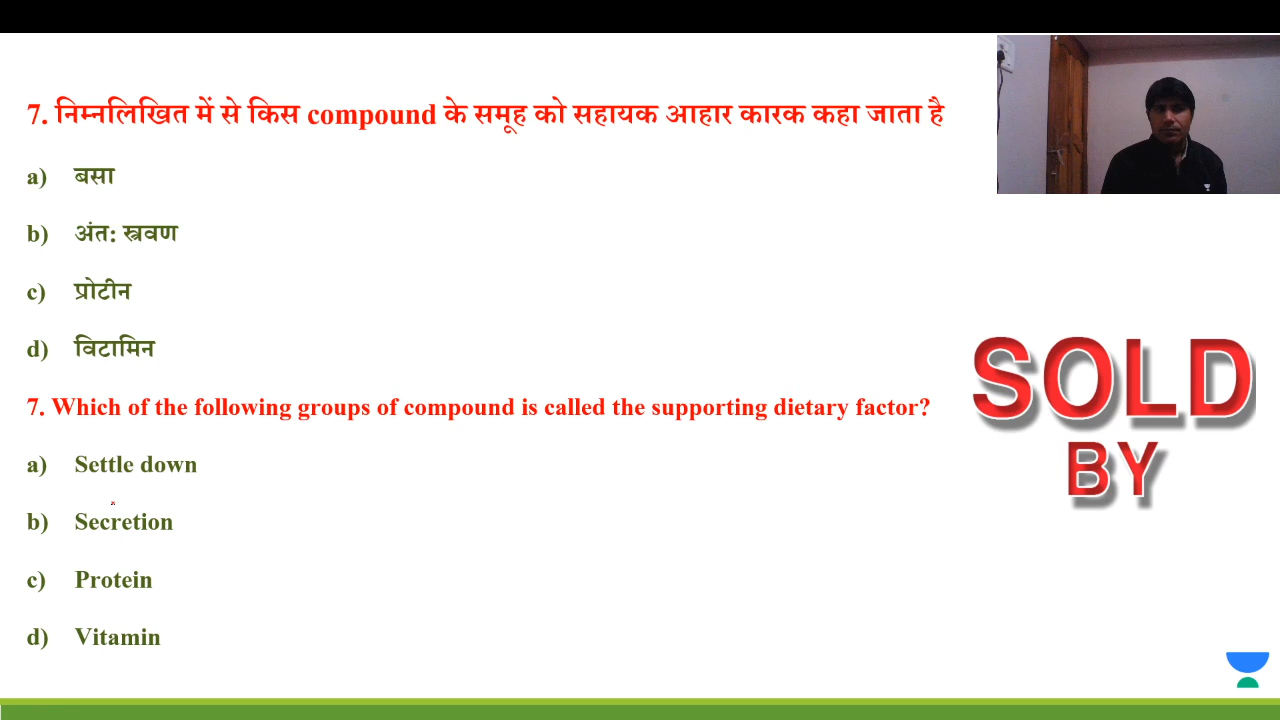 7. निम्नलिखित में से किस compound के समूह को सहायक आहार कारक कहा जाता है
a) बसा
b) अंत: स्त्रवण
c) प्रोटीन
d) विटामिन
7. Which of the following groups of compound is called the supporting dietary factor?
a) Settle down
b) Secretion
c) Protein
d) Vitamin
SOLD
BY